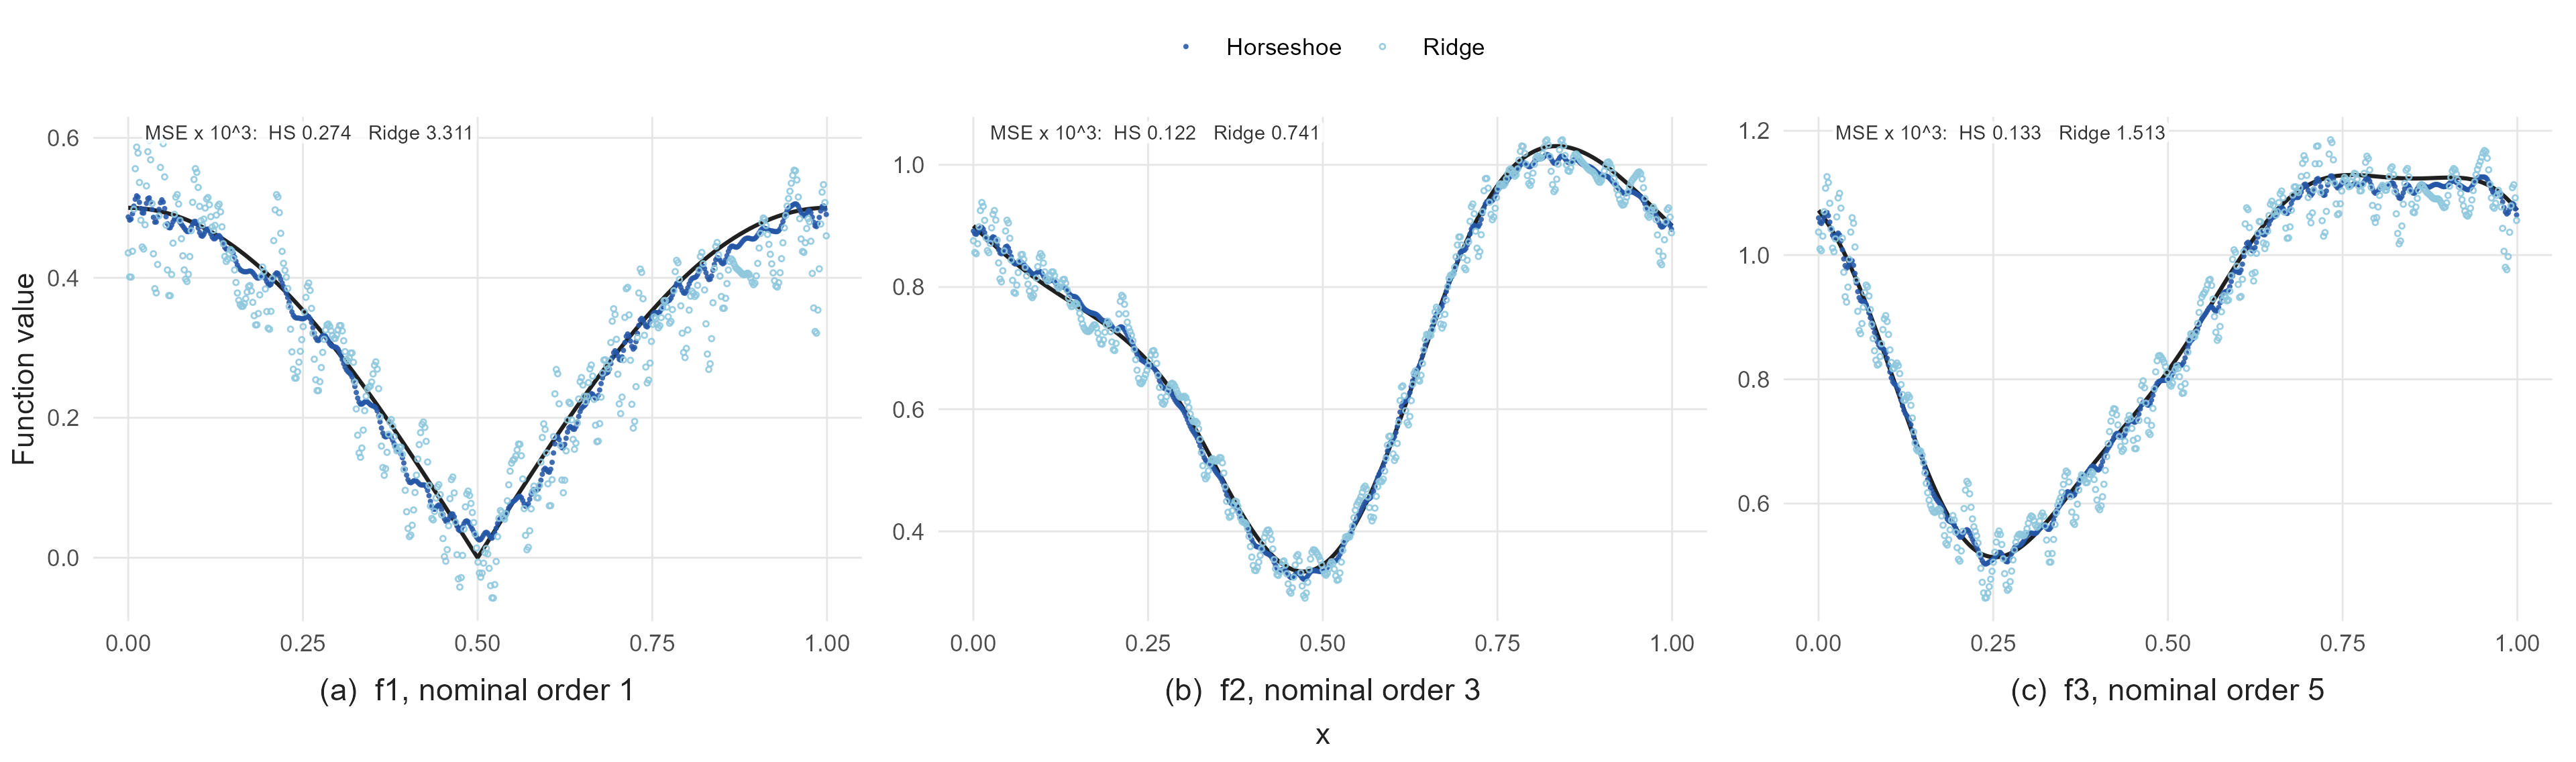 Horseshoe Ridge
MSE x 10^3: HS 0.274 Ridge 3.311
MSE x 10^3: HS 0.122 Ridge 0.741
MSE x 10^3: HS 0.133 Ridge 1.513
Function value
0.6
0.4
0.2
0.0
0.00 0.25 0.50 0.75 1.00
(a) f1, nominal order 1
1.0
0.8
0.6
0.4
0.00 0.25 0.50 0.75 1.00
(b) f2, nominal order 3
1.2
1.0
0.8
0.6
0.00 0.25 0.50 0.75 1.00
(c) f3, nominal order 5
x